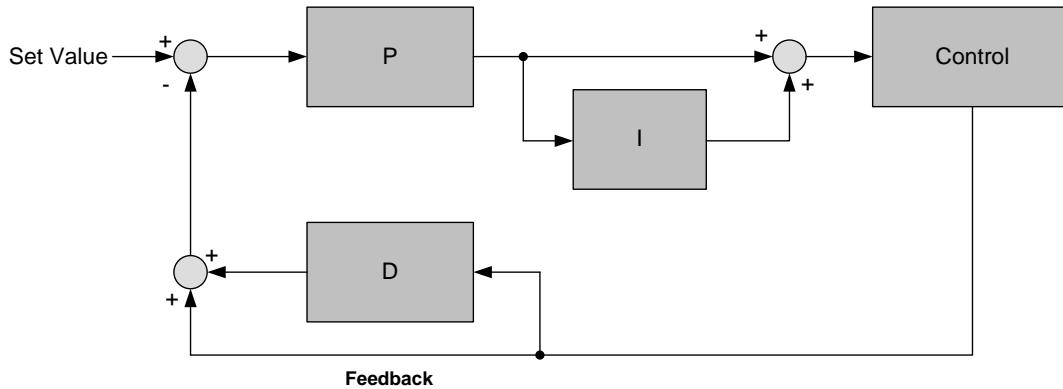 +
+
Set Value
P
Control
-
+
I
+
D
+
Feedback